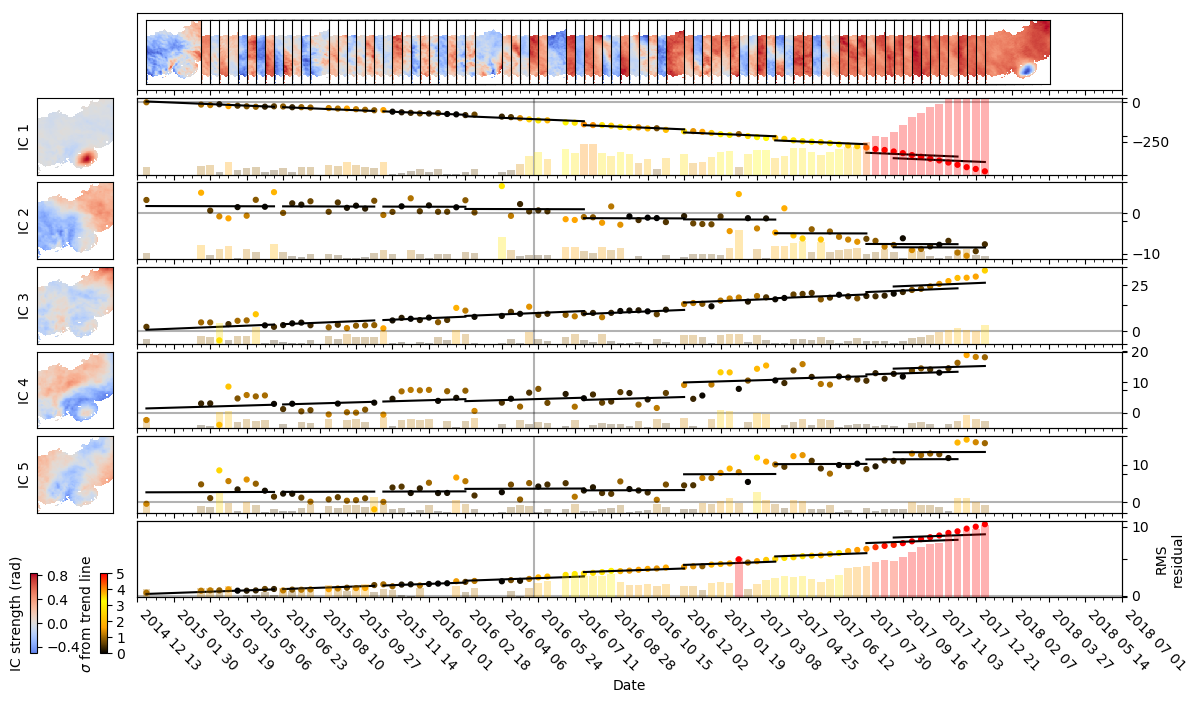 IC 1
0
−250
IC 2
0
−10
IC 3
25
0
IC 4
20
10
0
IC 5
10
0
RMS
residual
10
0
IC strength (rad)
0.8
0.4
0.0
−0.4
σ from trend line
5
4
3
2
1
0
2014 12 13
2015 01 30
2015 03 19
2015 05 06
2015 06 23
2015 08 10
2015 09 27
2015 11 14
2016 01 01
2016 02 18
2016 04 06
2016 05 24
2016 07 11
2016 08 28
2016 10 15
2016 12 02
2017 01 19
2017 03 08
2017 04 25
2017 06 12
2017 07 30
2017 09 16
2017 11 03
2017 12 21
2018 02 07
2018 03 27
2018 05 14
2018 07 01
Date